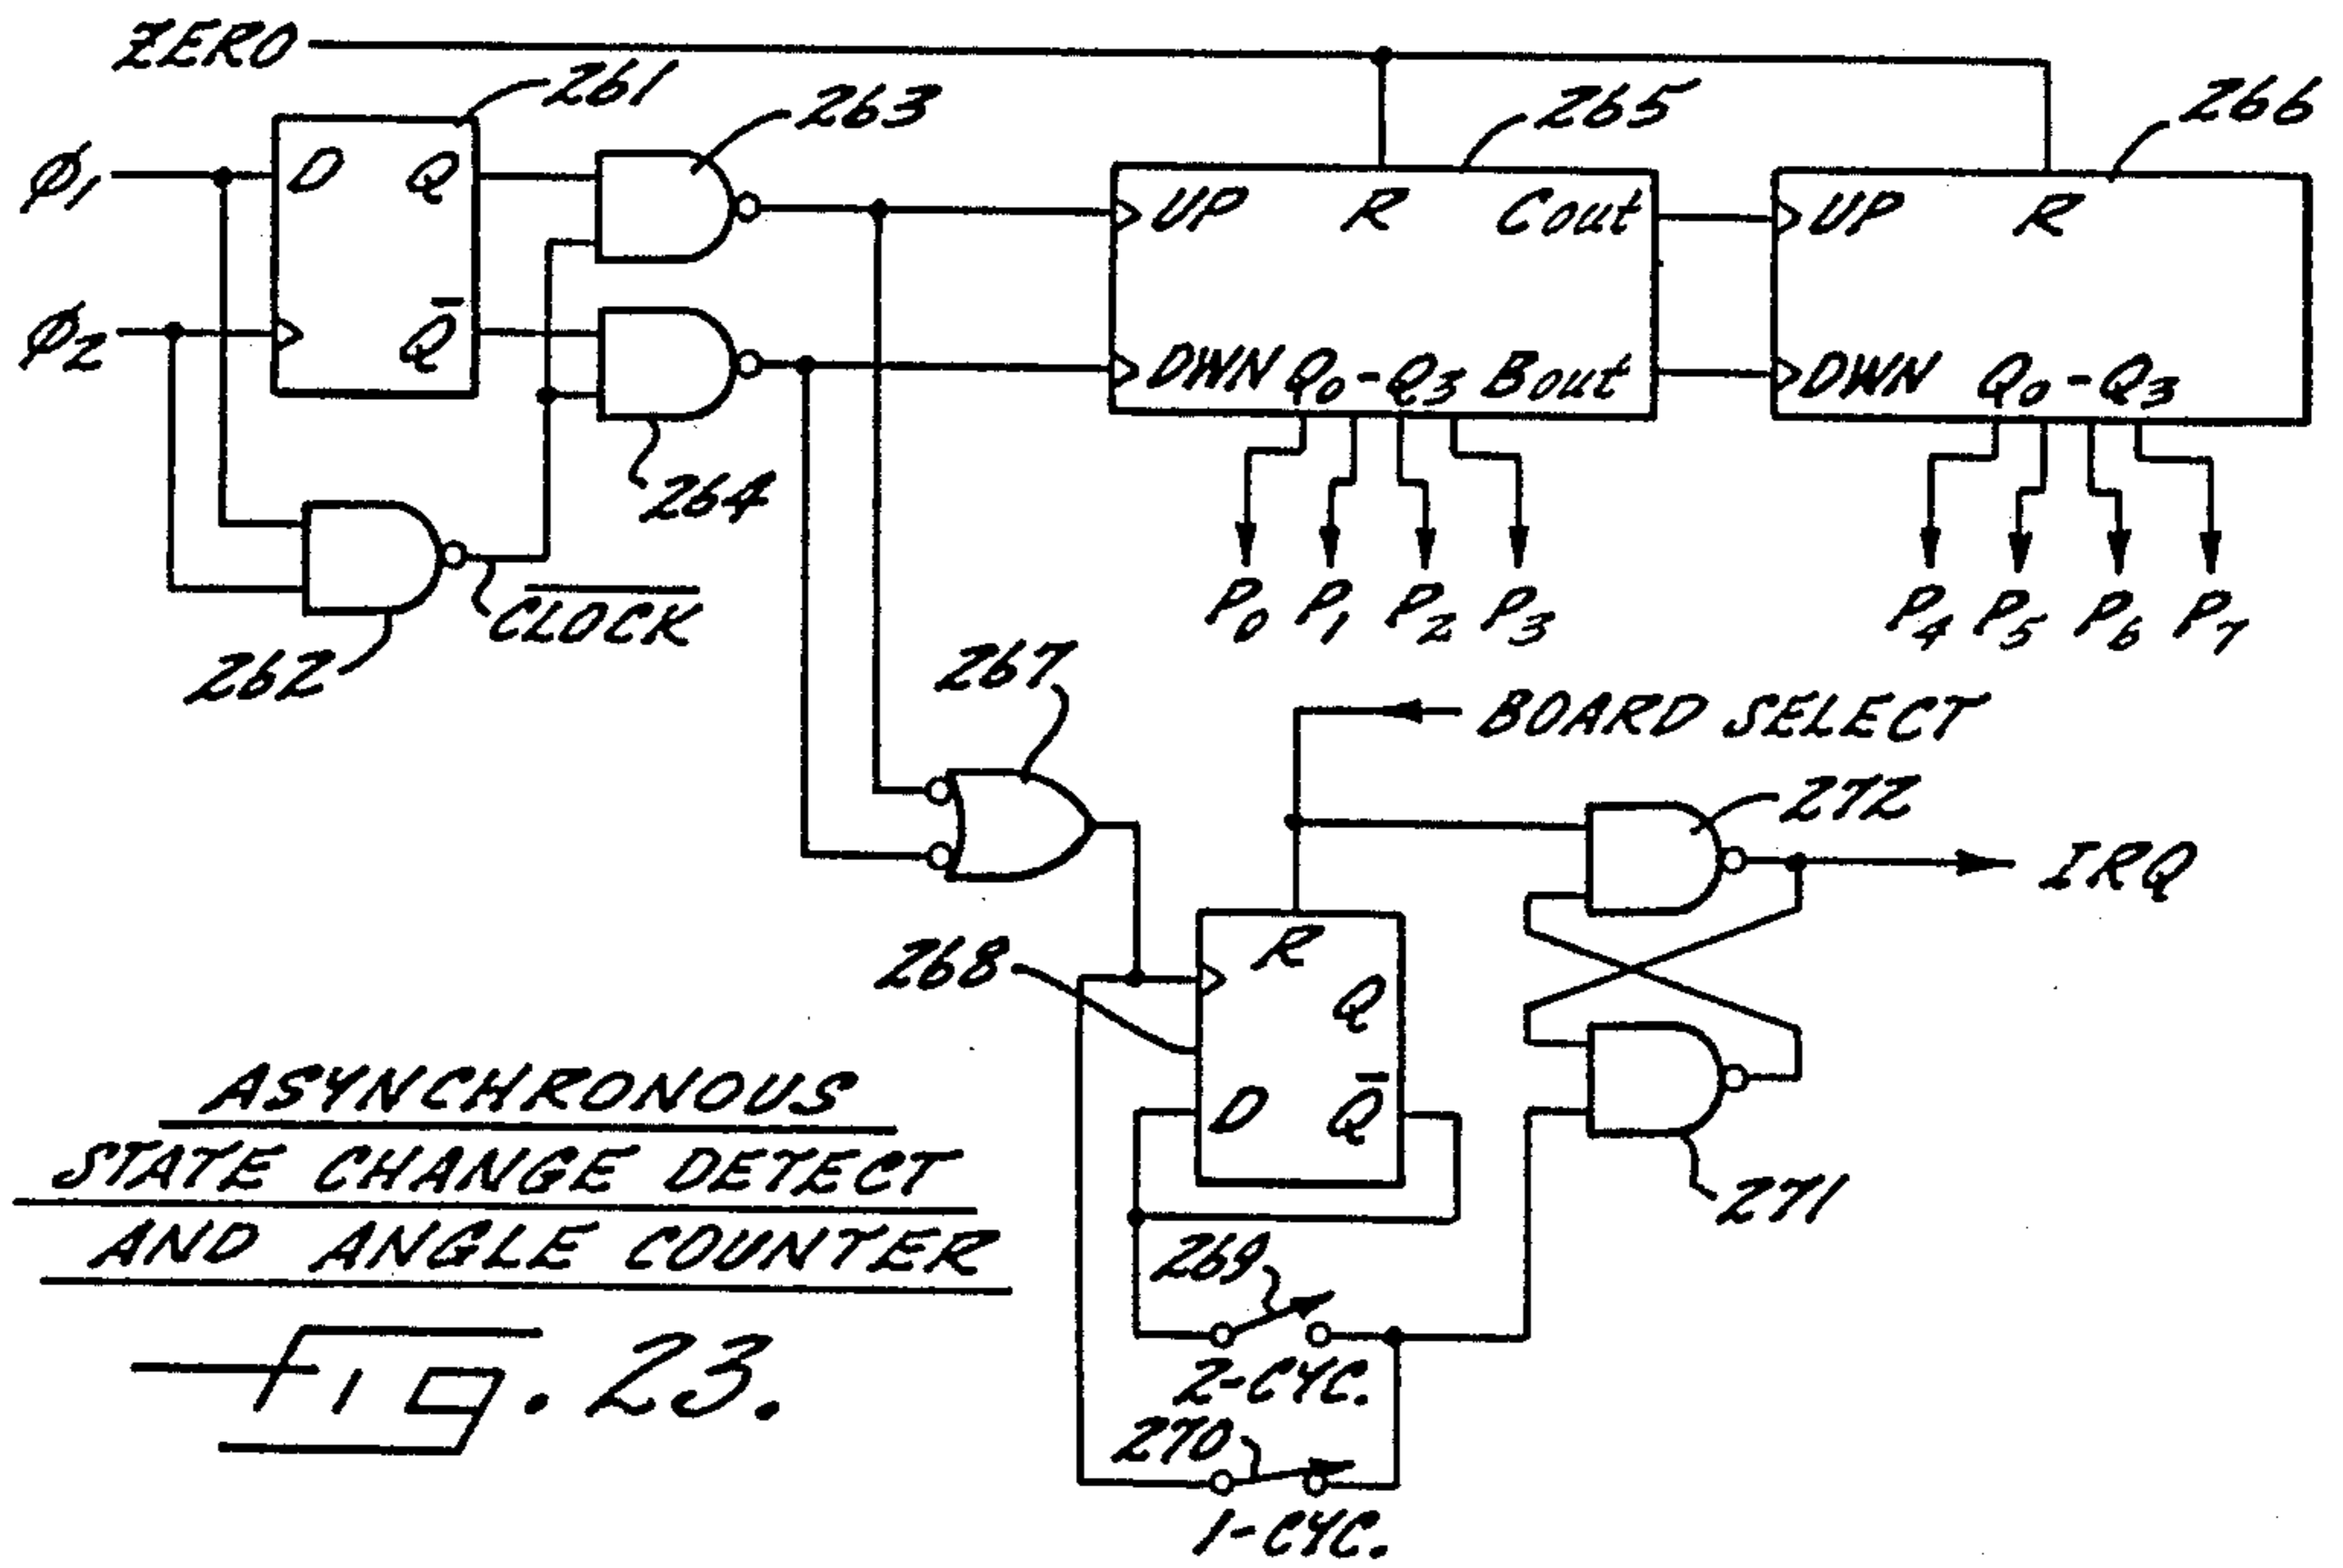 ZERO
261
263
265
266
φ1
D
Q
UP
R
Cout
UP
R
φ2
Q̅
DWN
Q0-Q3
Bout
DWN
Q0-Q3
264
C̅L̅O̅C̅K̅
262
P0
P1
P2
P3
P4
P5
P6
P7
267
BOARD SELECT
272
IRQ
268
R
Q
D
Q̅
271
269
2-CYC.
270
1-CYC.
ASYNCHRONOUS
STATE CHANGE DETECT
AND ANGLE COUNTER
Fig. 23.